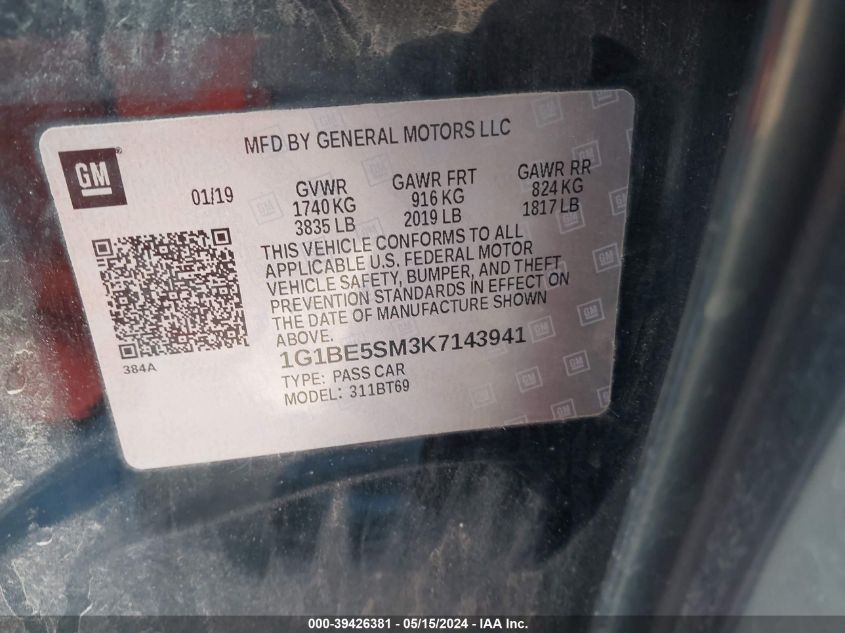 MFD BY GENERAL MOTORS LLC
GM
01/19
GVWR
1740 KG
3835 LB
GAWR FRT
916 KG
2019 LB
GAWR RR
824 KG
1817 LB
THIS VEHICLE CONFORMS TO ALL
APPLICABLE U.S. FEDERAL MOTOR
VEHICLE SAFETY, BUMPER, AND THEFT
PREVENTION STANDARDS IN EFFECT ON
THE DATE OF MANUFACTURE SHOWN
ABOVE.
384A
1G1BE5SM3K7143941
TYPE: PASS CAR
MODEL: 311BT69
000-39426381 - 05/15/2024 - IAA Inc.